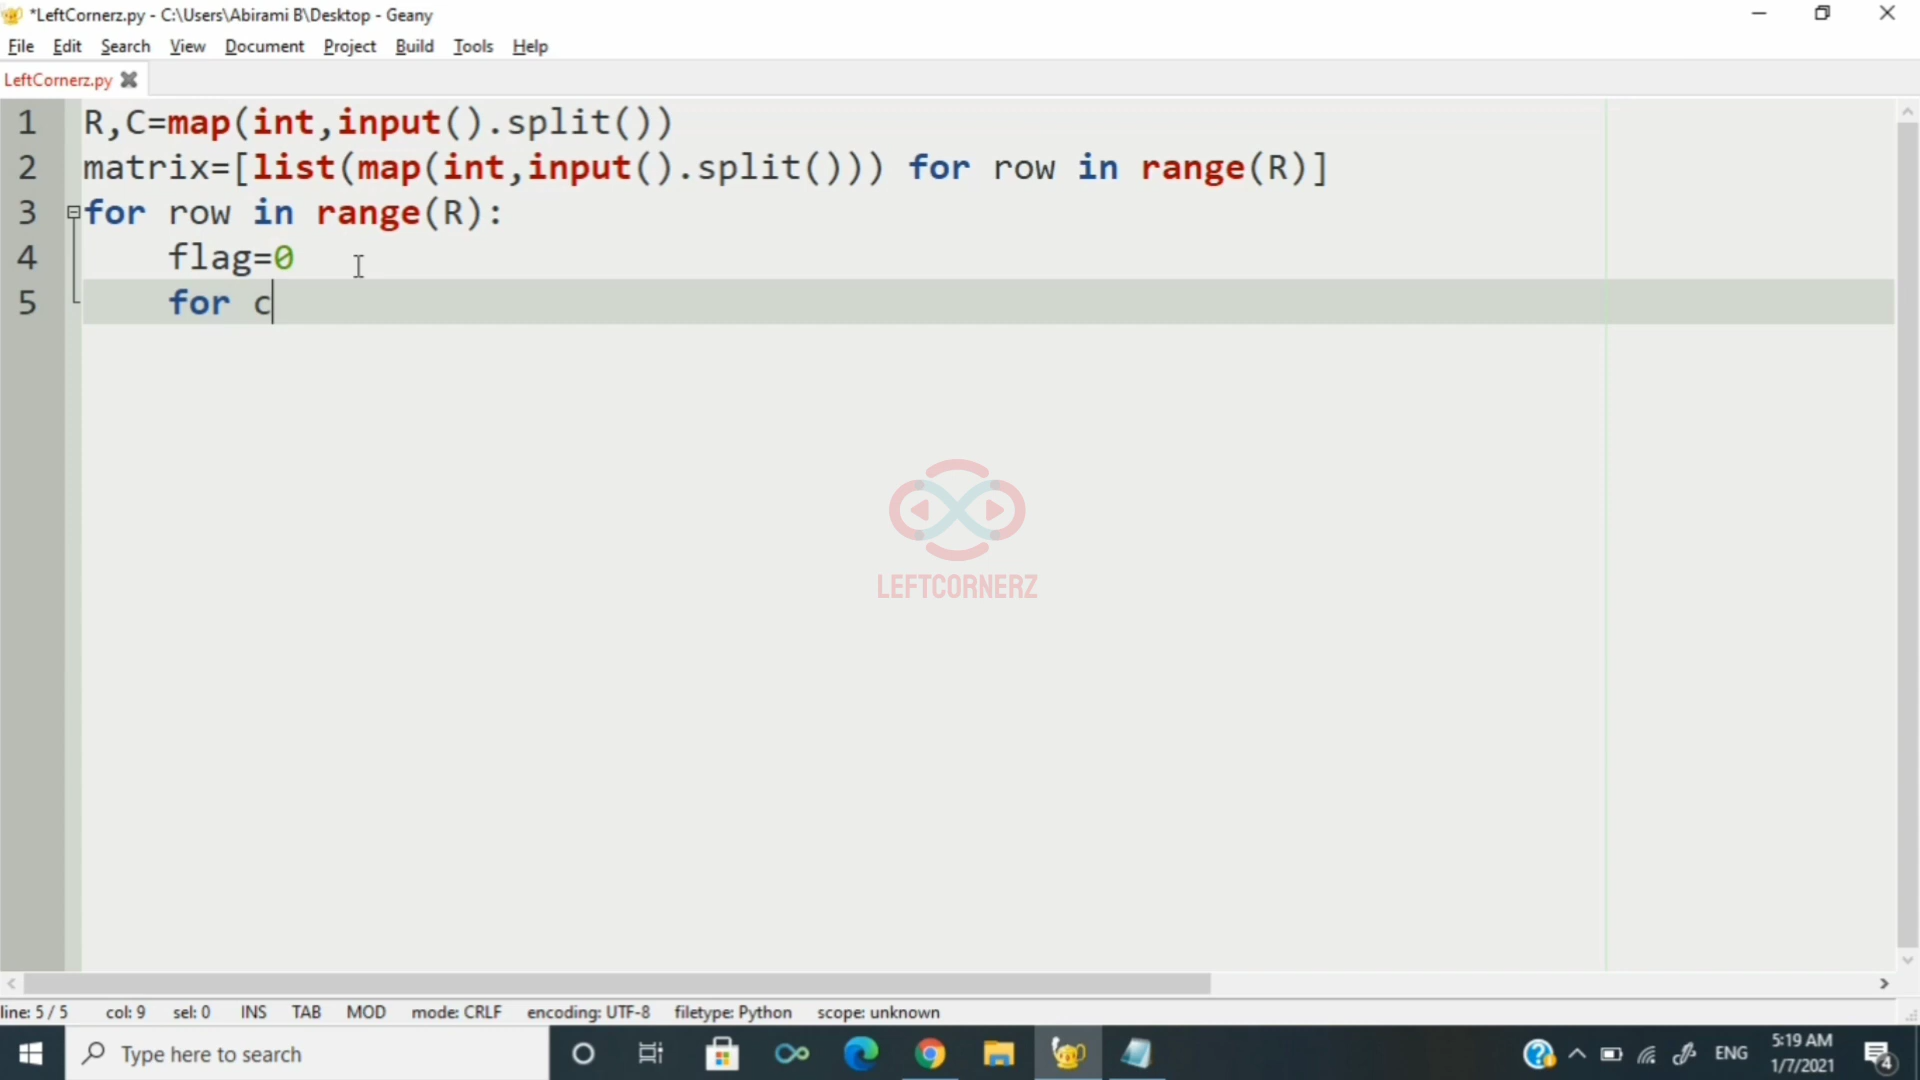 *LeftCornerz.py - C:\Users\Abirami B\Desktop - Geany
File Edit Search View Document Project Build Tools Help
LeftCornerz.py
1 R,C=map(int,input().split())
2 matrix=[list(map(int,input().split())) for row in range(R)]
3 for row in range(R):
4 flag=0
5 for c
LEFTCORNERZ
line: 5 / 5 col: 9 sel: 0 INS TAB MOD mode: CRLF encoding: UTF-8 filetype: Python scope: unknown
Type here to search
ENG
5:19 AM
1/7/2021
4